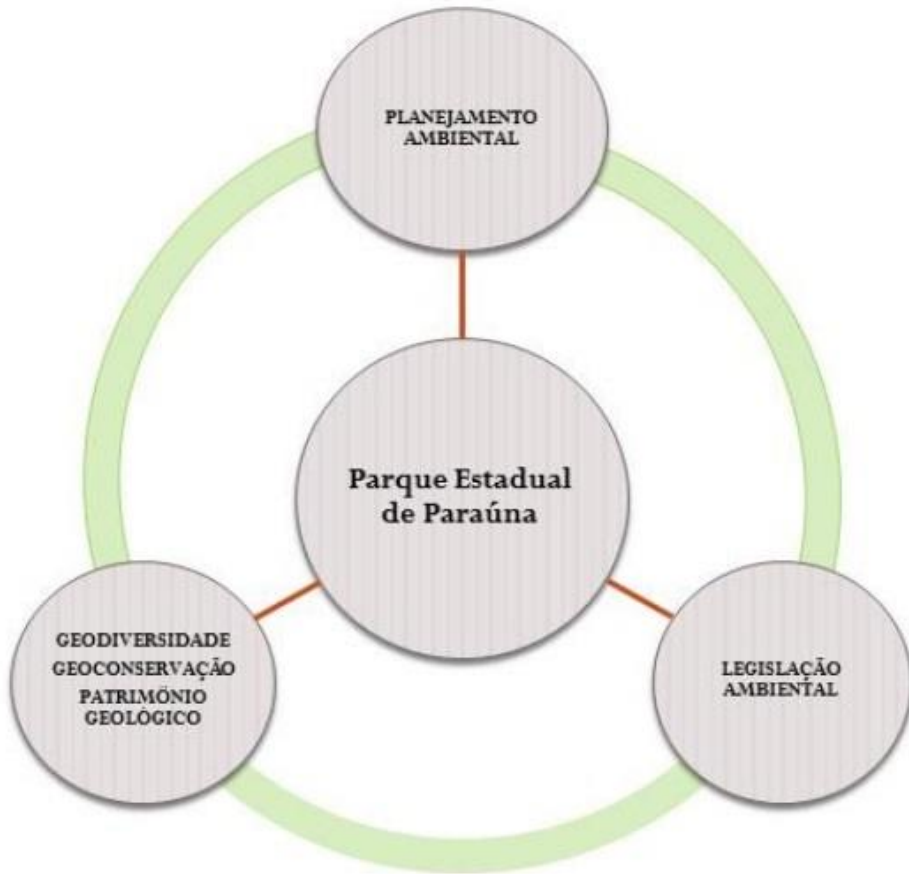 PLANEJAMENTO
AMBIENTAL
Parque Estadual
de Paraúna
GEODIVERSIDADE
GEOCONSERVAÇÃO
PATRIMÔNIO
GEOLÓGICO
LEGISLAÇÃO
AMBIENTAL